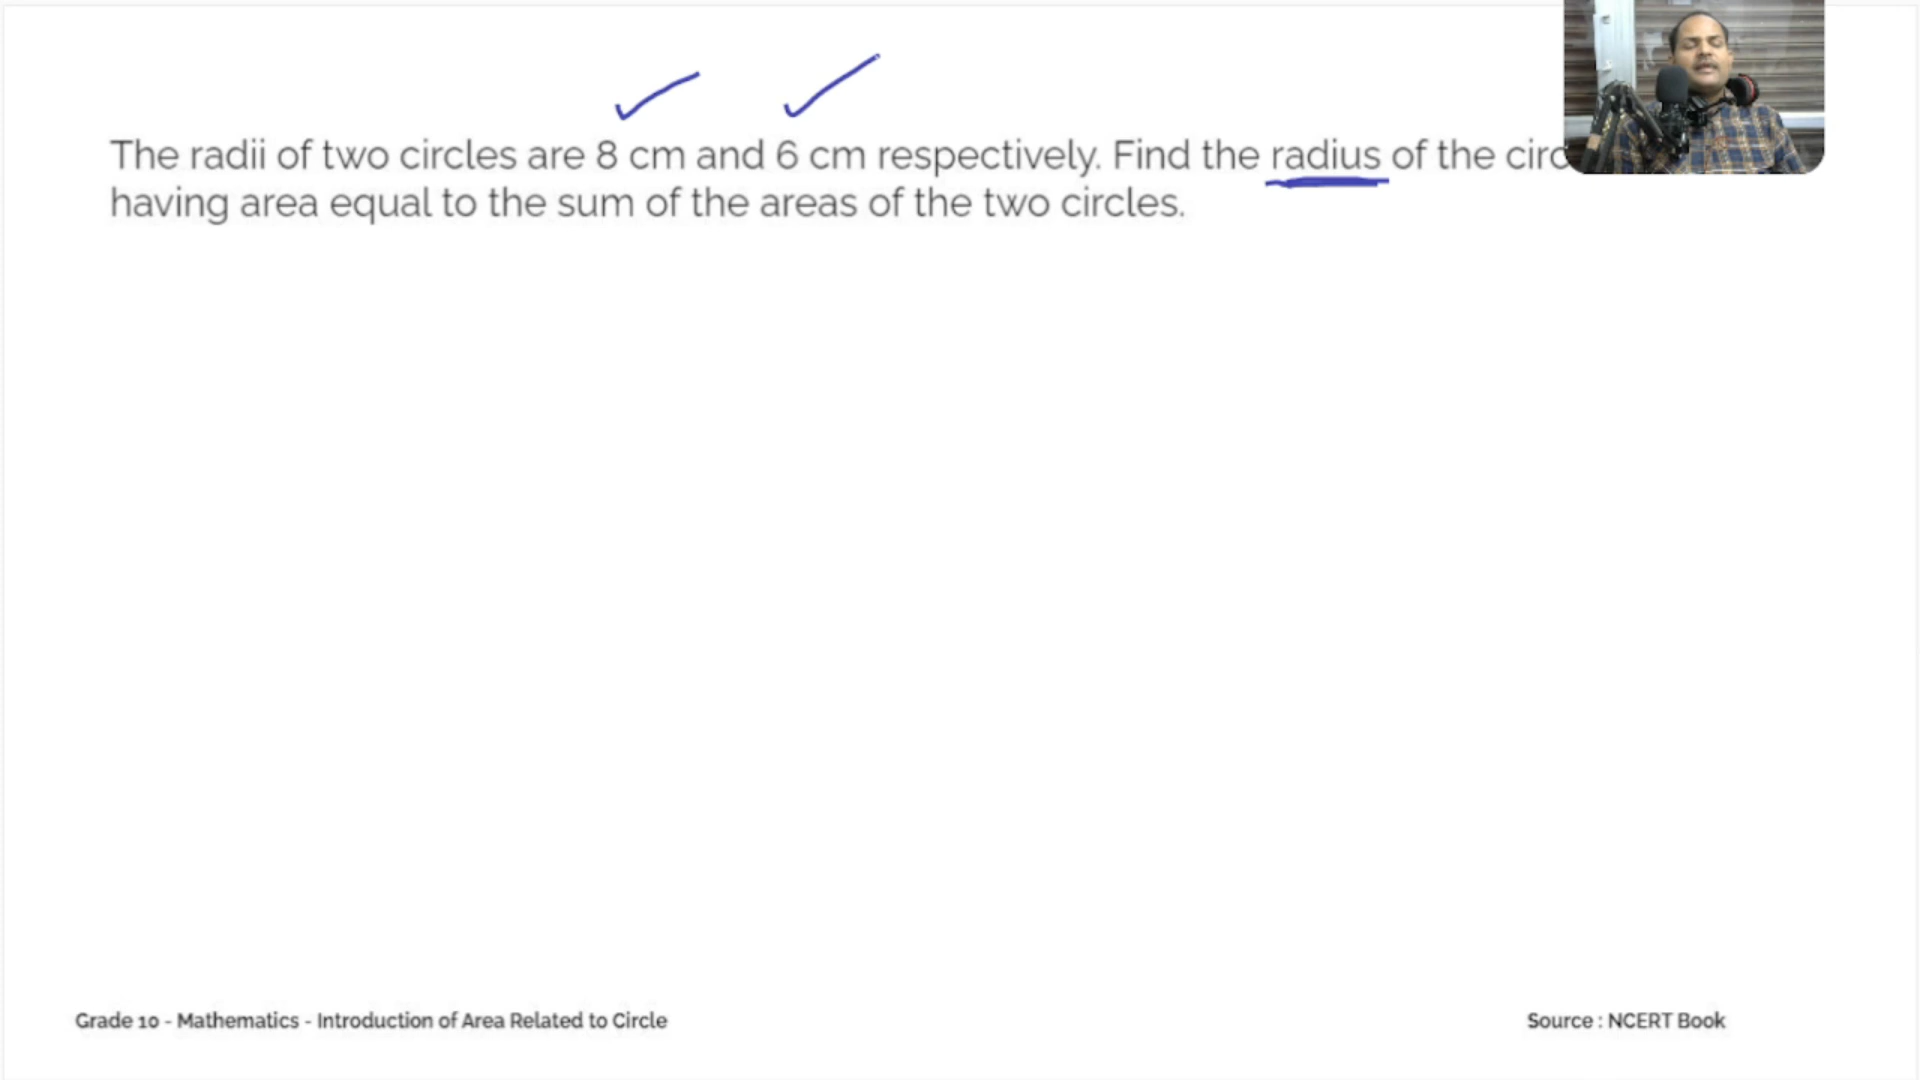 The radii of two circles are 8 cm and 6 cm respectively. Find the radius of the
having area equal to the sum of the areas of the two circles.
Grade 10 - Mathematics - Introduction of Area Related to Circle
Source : NCERT Book